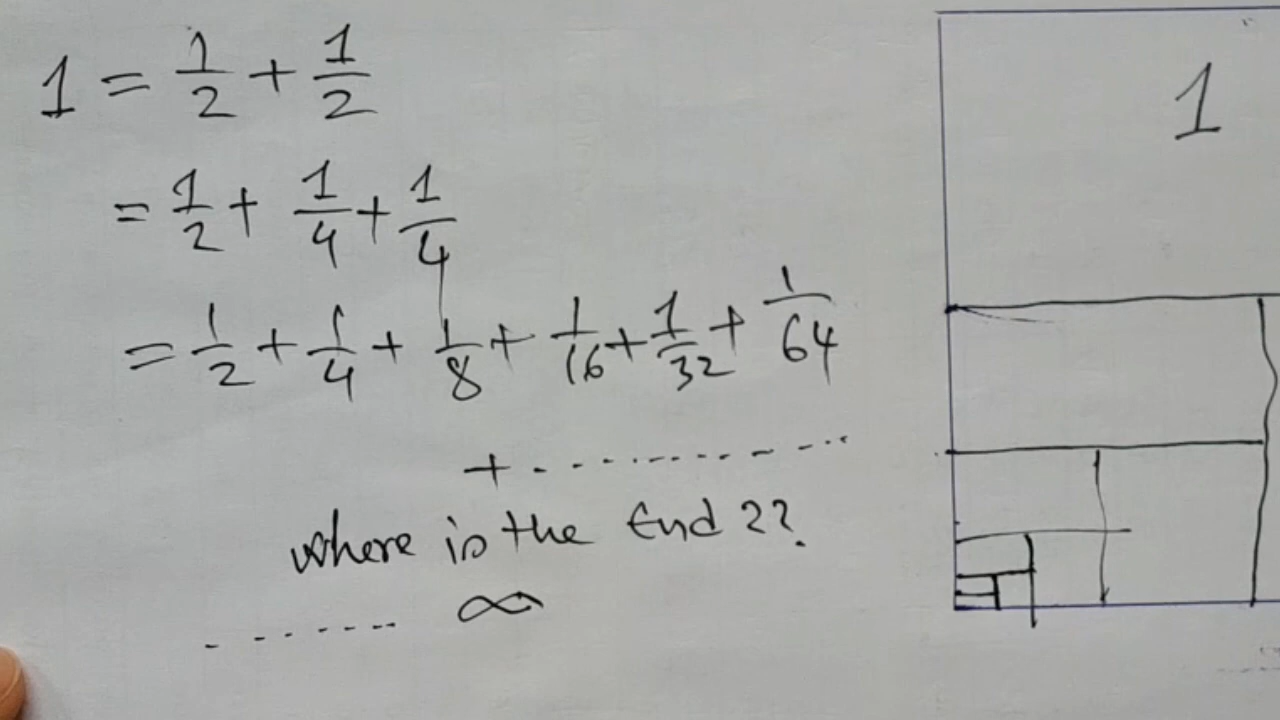 1 = 1/2 + 1/2
= 1/2 + 1/4 + 1/4
= 1/2 + 1/4 + 1/8 + 1/16 + 1/32 + 1/64
+ ..............
where is the End ??
...... ∞
1